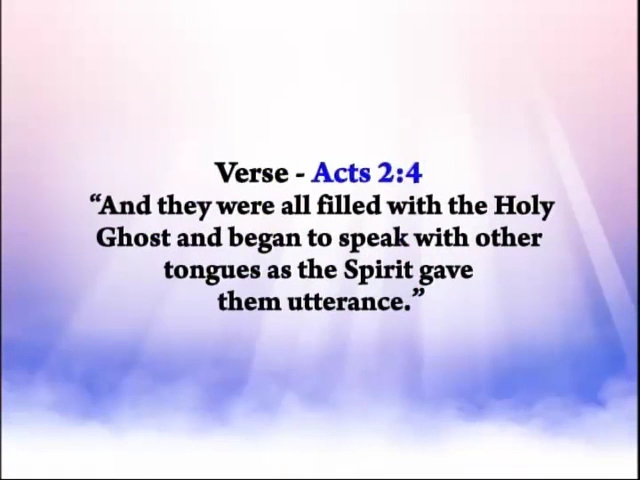 Verse - Acts 2:4
“And they were all filled with the Holy
Ghost and began to speak with other
tongues as the Spirit gave
them utterance.”